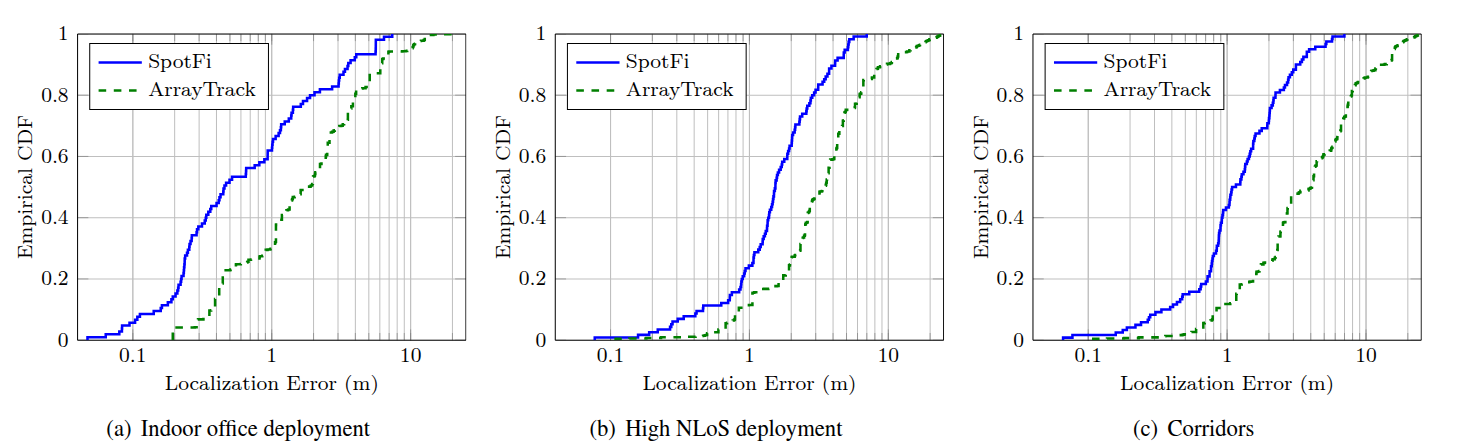 1
0.8
0.6
0.4
0.2
0
Empirical CDF
SpotFi
ArrayTrack
0.1
1
10
Localization Error (m)
(a) Indoor office deployment
1
0.8
0.6
0.4
0.2
0
Empirical CDF
SpotFi
ArrayTrack
0.1
1
10
Localization Error (m)
(b) High NLoS deployment
1
0.8
0.6
0.4
0.2
0
Empirical CDF
SpotFi
ArrayTrack
0.1
1
10
Localization Error (m)
(c) Corridors